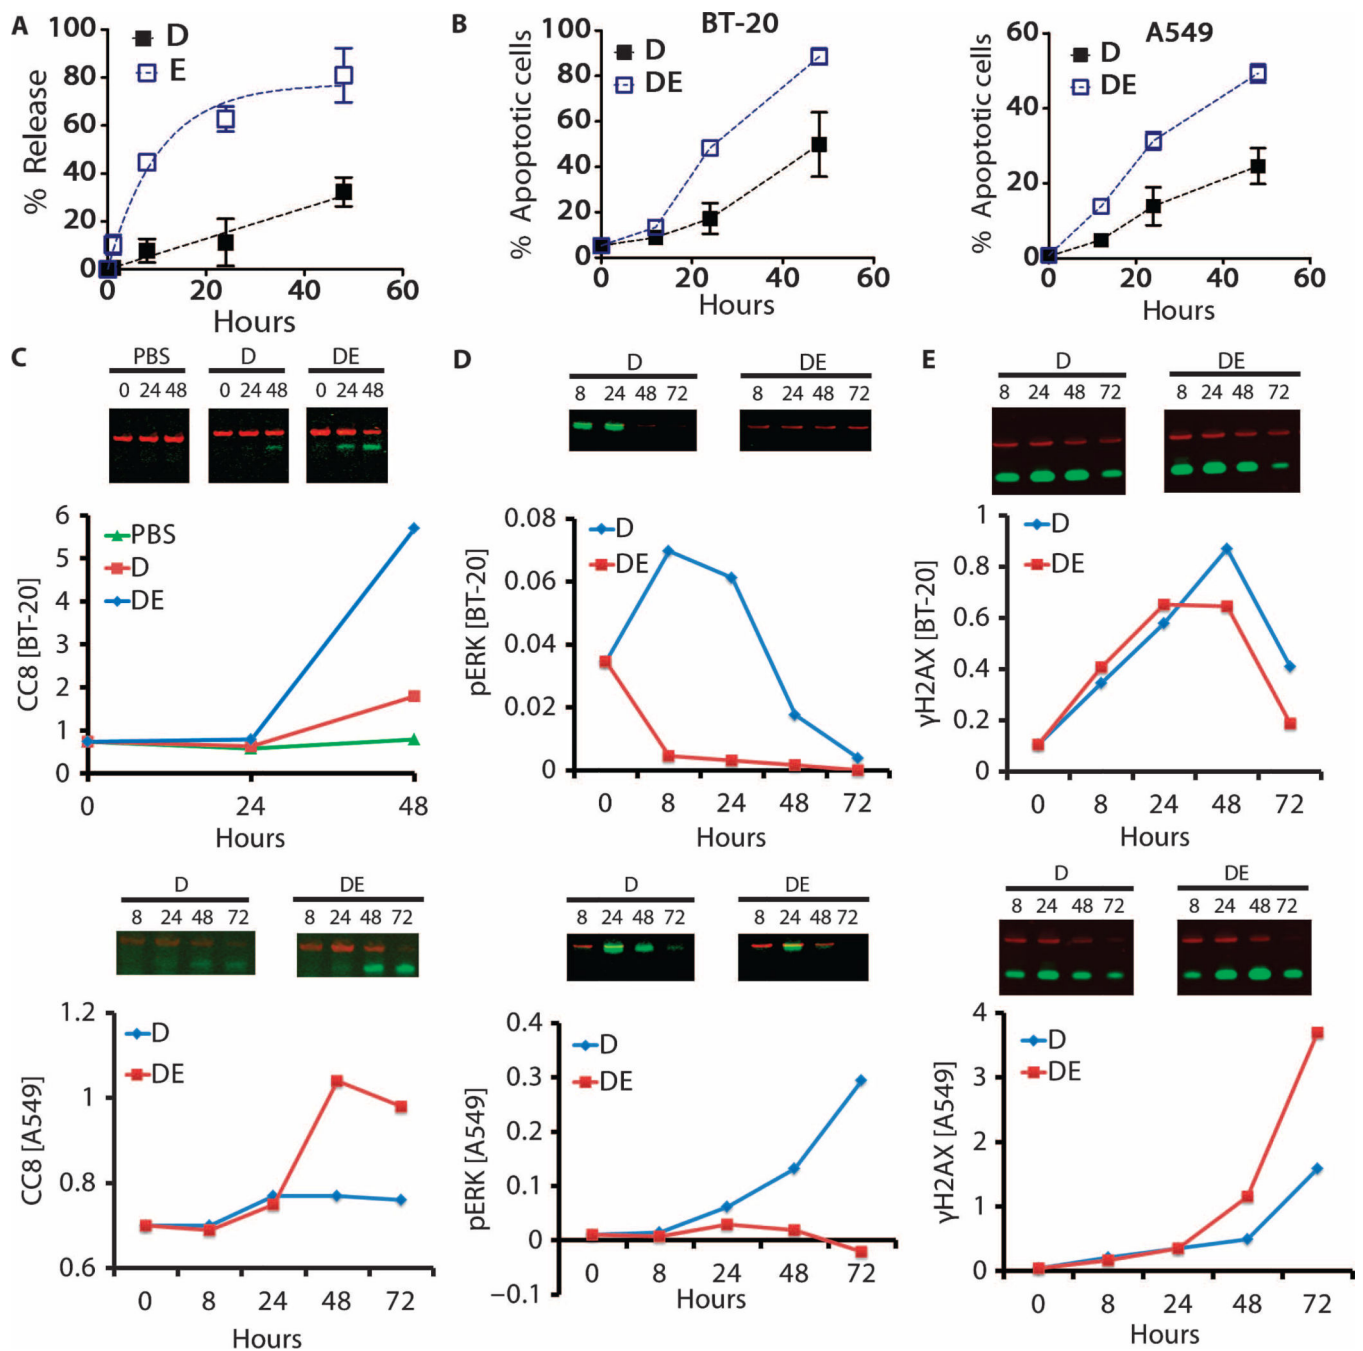 A
D
E
% Release
100
80
60
40
20
0
0 20 40 60
Hours
B
BT-20
D
DE
% Apoptotic cells
100
80
60
40
20
0
0 20 40 60
Hours
A549
D
DE
% Apoptotic cells
60
40
20
0
0 20 40 60
Hours
C
PBS D DE
0 24 48 0 24 48 0 24 48
PBS
D
DE
CC8 [BT-20]
6
5
4
3
2
1
0
0 24 48
Hours
D DE
8 24 48 72 8 24 48 72
D
DE
CC8 [A549]
1.2
1
0.8
0.6
0 8 24 48 72
Hours
D
D DE
8 24 48 72 8 24 48 72
D
DE
pERK [BT-20]
0.08
0.06
0.04
0.02
0
0 8 24 48 72
Hours
D DE
8 24 48 72 8 24 48 72
D
DE
pERK [A549]
0.4
0.3
0.2
0.1
0
−0.1
0 8 24 48 72
Hours
E
D DE
8 24 48 72 8 24 48 72
D
DE
γH2AX [BT-20]
1
0.8
0.6
0.4
0.2
0
0 8 24 48 72
Hours
D DE
8 24 48 72 8 24 48 72
D
DE
γH2AX [A549]
4
3
2
1
0
0 8 24 48 72
Hours